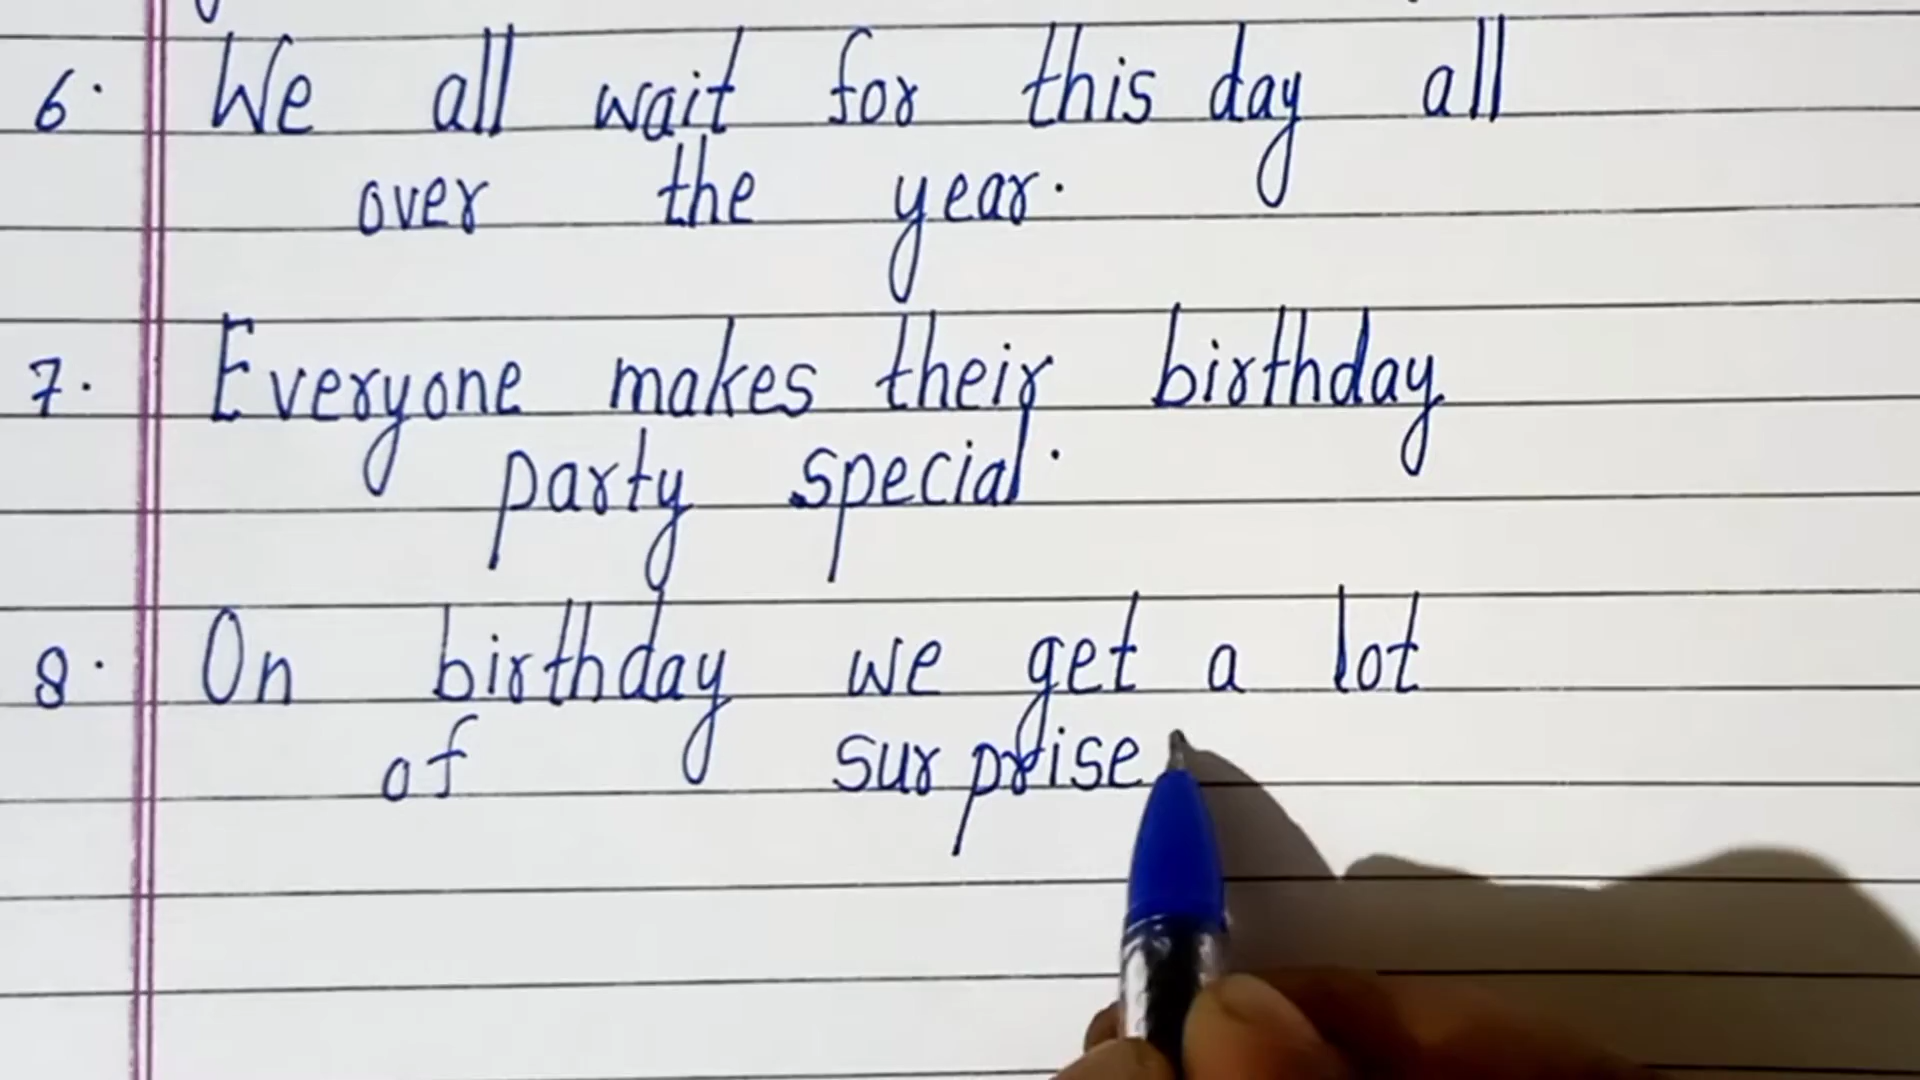 6. We all wait for this day all
over the year.
7. Everyone makes their birthday
party special.
8. On birthday we get a lot
of surprise